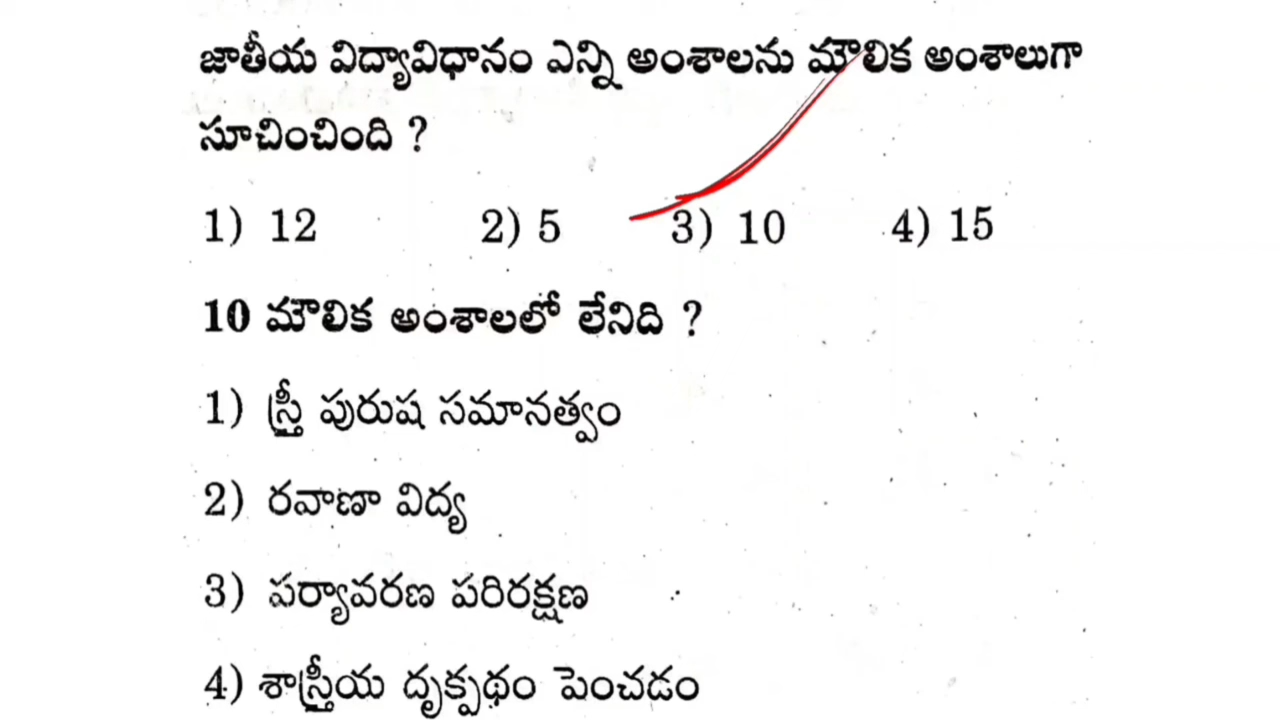 జాతీయ విద్యావిధానం ఎన్ని అంశాలను మౌలిక అంశాలుగా
సూచించింది ?
1) 12 2) 5 3) 10 4) 15
10 మౌలిక అంశాలలో లేనిది ?
1) స్త్రీ పురుష సమానత్వం
2) రవాణా విద్య
3) పర్యావరణ పరిరక్షణ
4) శాస్త్రీయ దృక్పథం పెంచడం